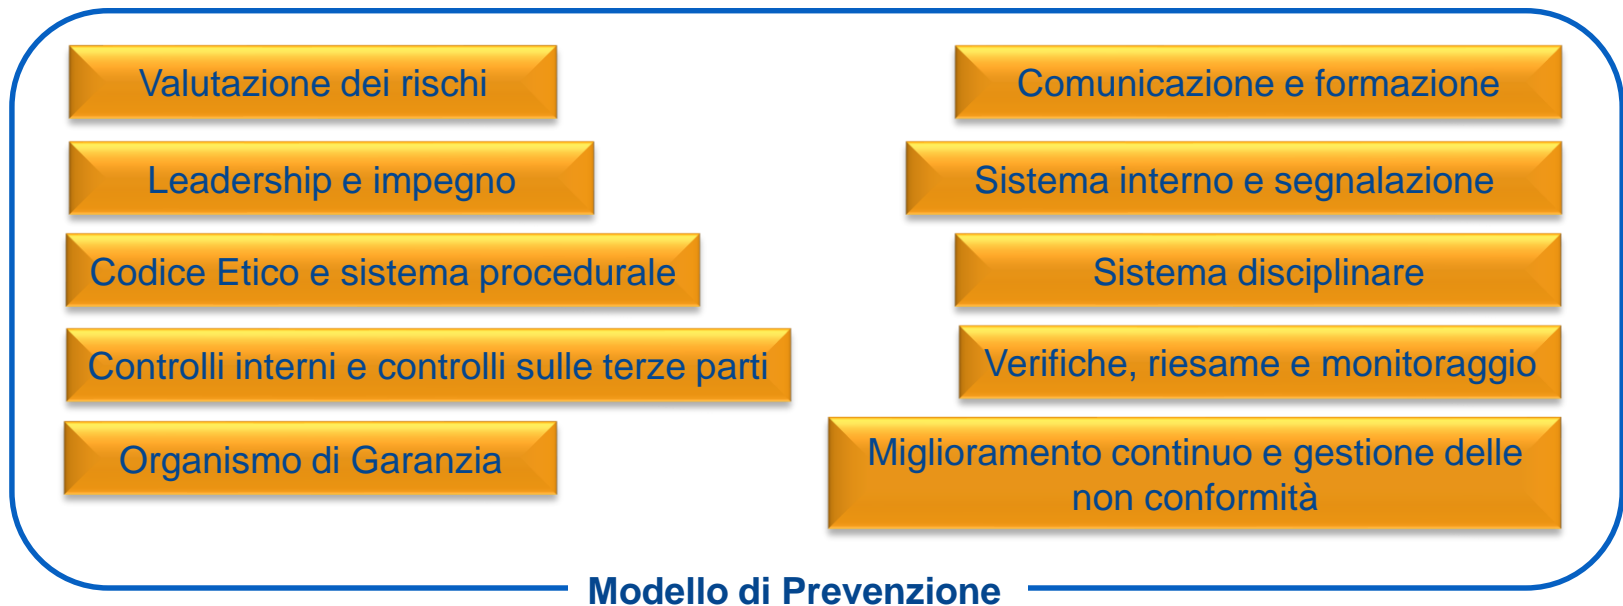 Valutazione dei rischi
Leadership e impegno
Codice Etico e sistema procedurale
Controlli interni e controlli sulle terze parti
Organismo di Garanzia
Comunicazione e formazione
Sistema interno e segnalazione
Sistema disciplinare
Verifiche, riesame e monitoraggio
Miglioramento continuo e gestione delle
non conformità
Modello di Prevenzione